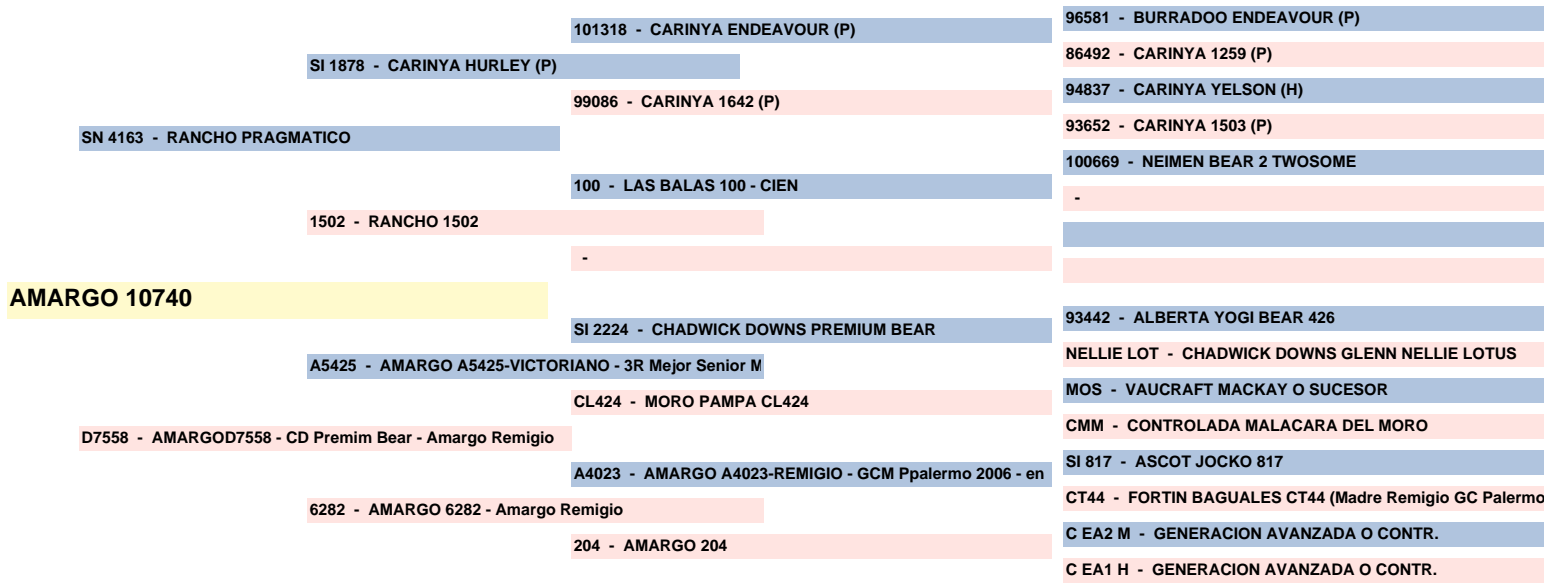 96581 - BURRADOO ENDEAVOUR (P)
101318 - CARINYA ENDEAVOUR (P)
86492 - CARINYA 1259 (P)
SI 1878 - CARINYA HURLEY (P)
94837 - CARINYA YELSON (H)
99086 - CARINYA 1642 (P)
93652 - CARINYA 1503 (P)
SN 4163 - RANCHO PRAGMATICO
100669 - NEIMEN BEAR 2 TWOSOME
100 - LAS BALAS 100 - CIEN
-
1502 - RANCHO 1502
-
AMARGO 10740
93442 - ALBERTA YOGI BEAR 426
SI 2224 - CHADWICK DOWNS PREMIUM BEAR
NELLIE LOT - CHADWICK DOWNS GLENN NELLIE LOTUS
A5425 - AMARGO A5425-VICTORIANO - 3R Mejor Senior M
MOS - VAUCRAFT MACKAY O SUCESOR
CL424 - MORO PAMPA CL424
CMM - CONTROLADA MALACARA DEL MORO
D7558 - AMARGOD7558 - CD Premim Bear - Amargo Remigio
SI 817 - ASCOT JOCKO 817
A4023 - AMARGO A4023-REMIGIO - GCM Ppalermo 2006 - en
CT44 - FORTIN BAGUALES CT44 (Madre Remigio GC Palermo
6282 - AMARGO 6282 - Amargo Remigio
C EA2 M - GENERACION AVANZADA O CONTR.
204 - AMARGO 204
C EA1 H - GENERACION AVANZADA O CONTR.